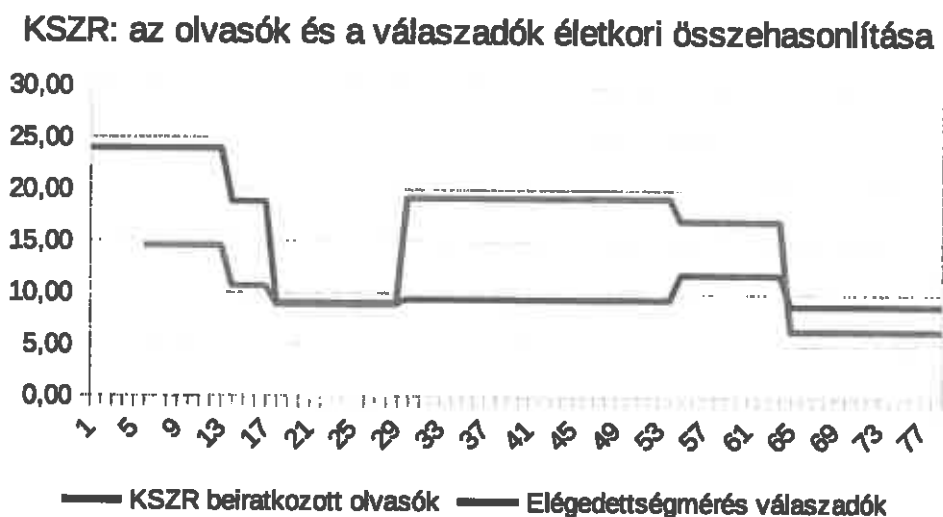 KSZR: az olvasók és a válaszadók életkori összehasonlítása
30,00
25,00
20,00
15,00
10,00
5,00
0,00
1 5 9 13 17 21 25 29 33 37 41 45 49 53 57 61 65 69 73 77
KSZR beiratkozott olvasók Elégedettségmérés válaszadók